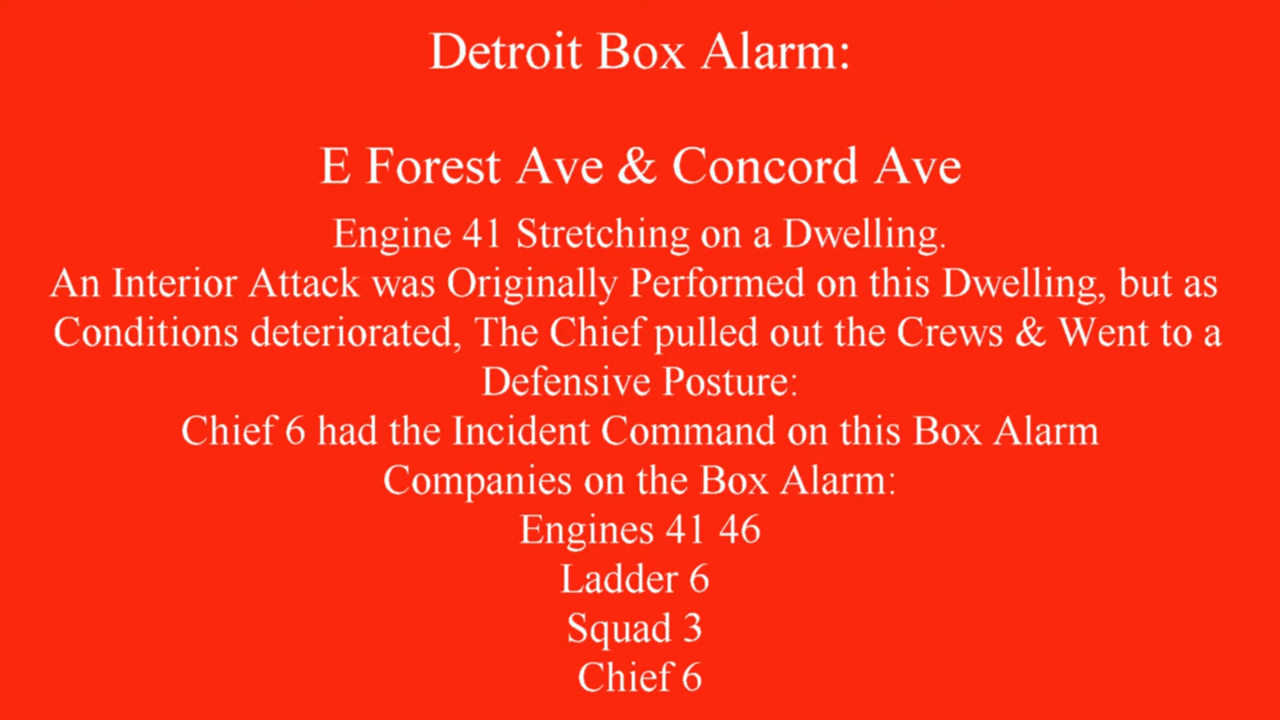 Detroit Box Alarm:
E Forest Ave & Concord Ave
Engine 41 Stretching on a Dwelling.
An Interior Attack was Originally Performed on this Dwelling, but as
Conditions deteriorated, The Chief pulled out the Crews & Went to a
Defensive Posture:
Chief 6 had the Incident Command on this Box Alarm
Companies on the Box Alarm:
Engines 41 46
Ladder 6
Squad 3
Chief 6